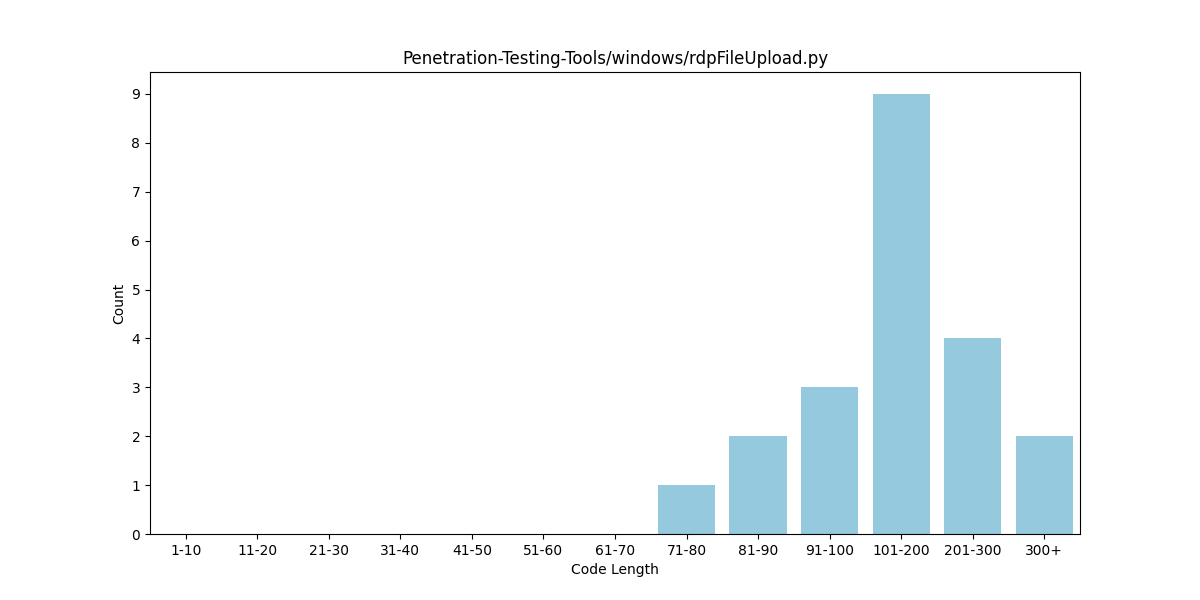 Penetration-Testing-Tools/windows/rdpFileUpload.py
9
8
7
6
5
4
3
2
1
0
Count
1-10 11-20 21-30 31-40 41-50 51-60 61-70 71-80 81-90 91-100 101-200 201-300 300+
Code Length